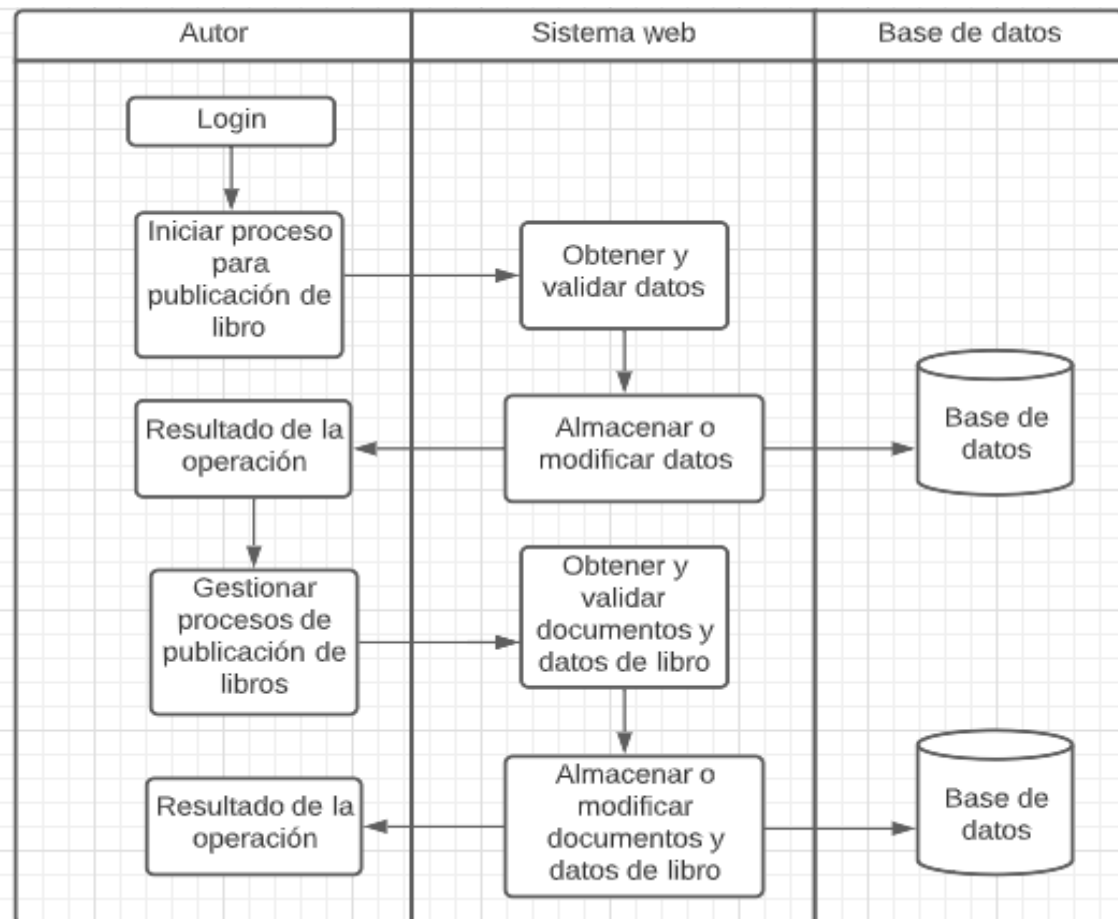 Autor
Sistema web
Base de datos
Login
Iniciar proceso
para
publicación de
libro
Obtener y
validar datos
Resultado de la
operación
Almacenar o
modificar datos
Base de
datos
Gestionar
procesos de
publicación de
libros
Obtener y
validar
documentos y
datos de libro
Resultado de la
operación
Almacenar o
modificar
documentos y
datos de libro
Base de
datos